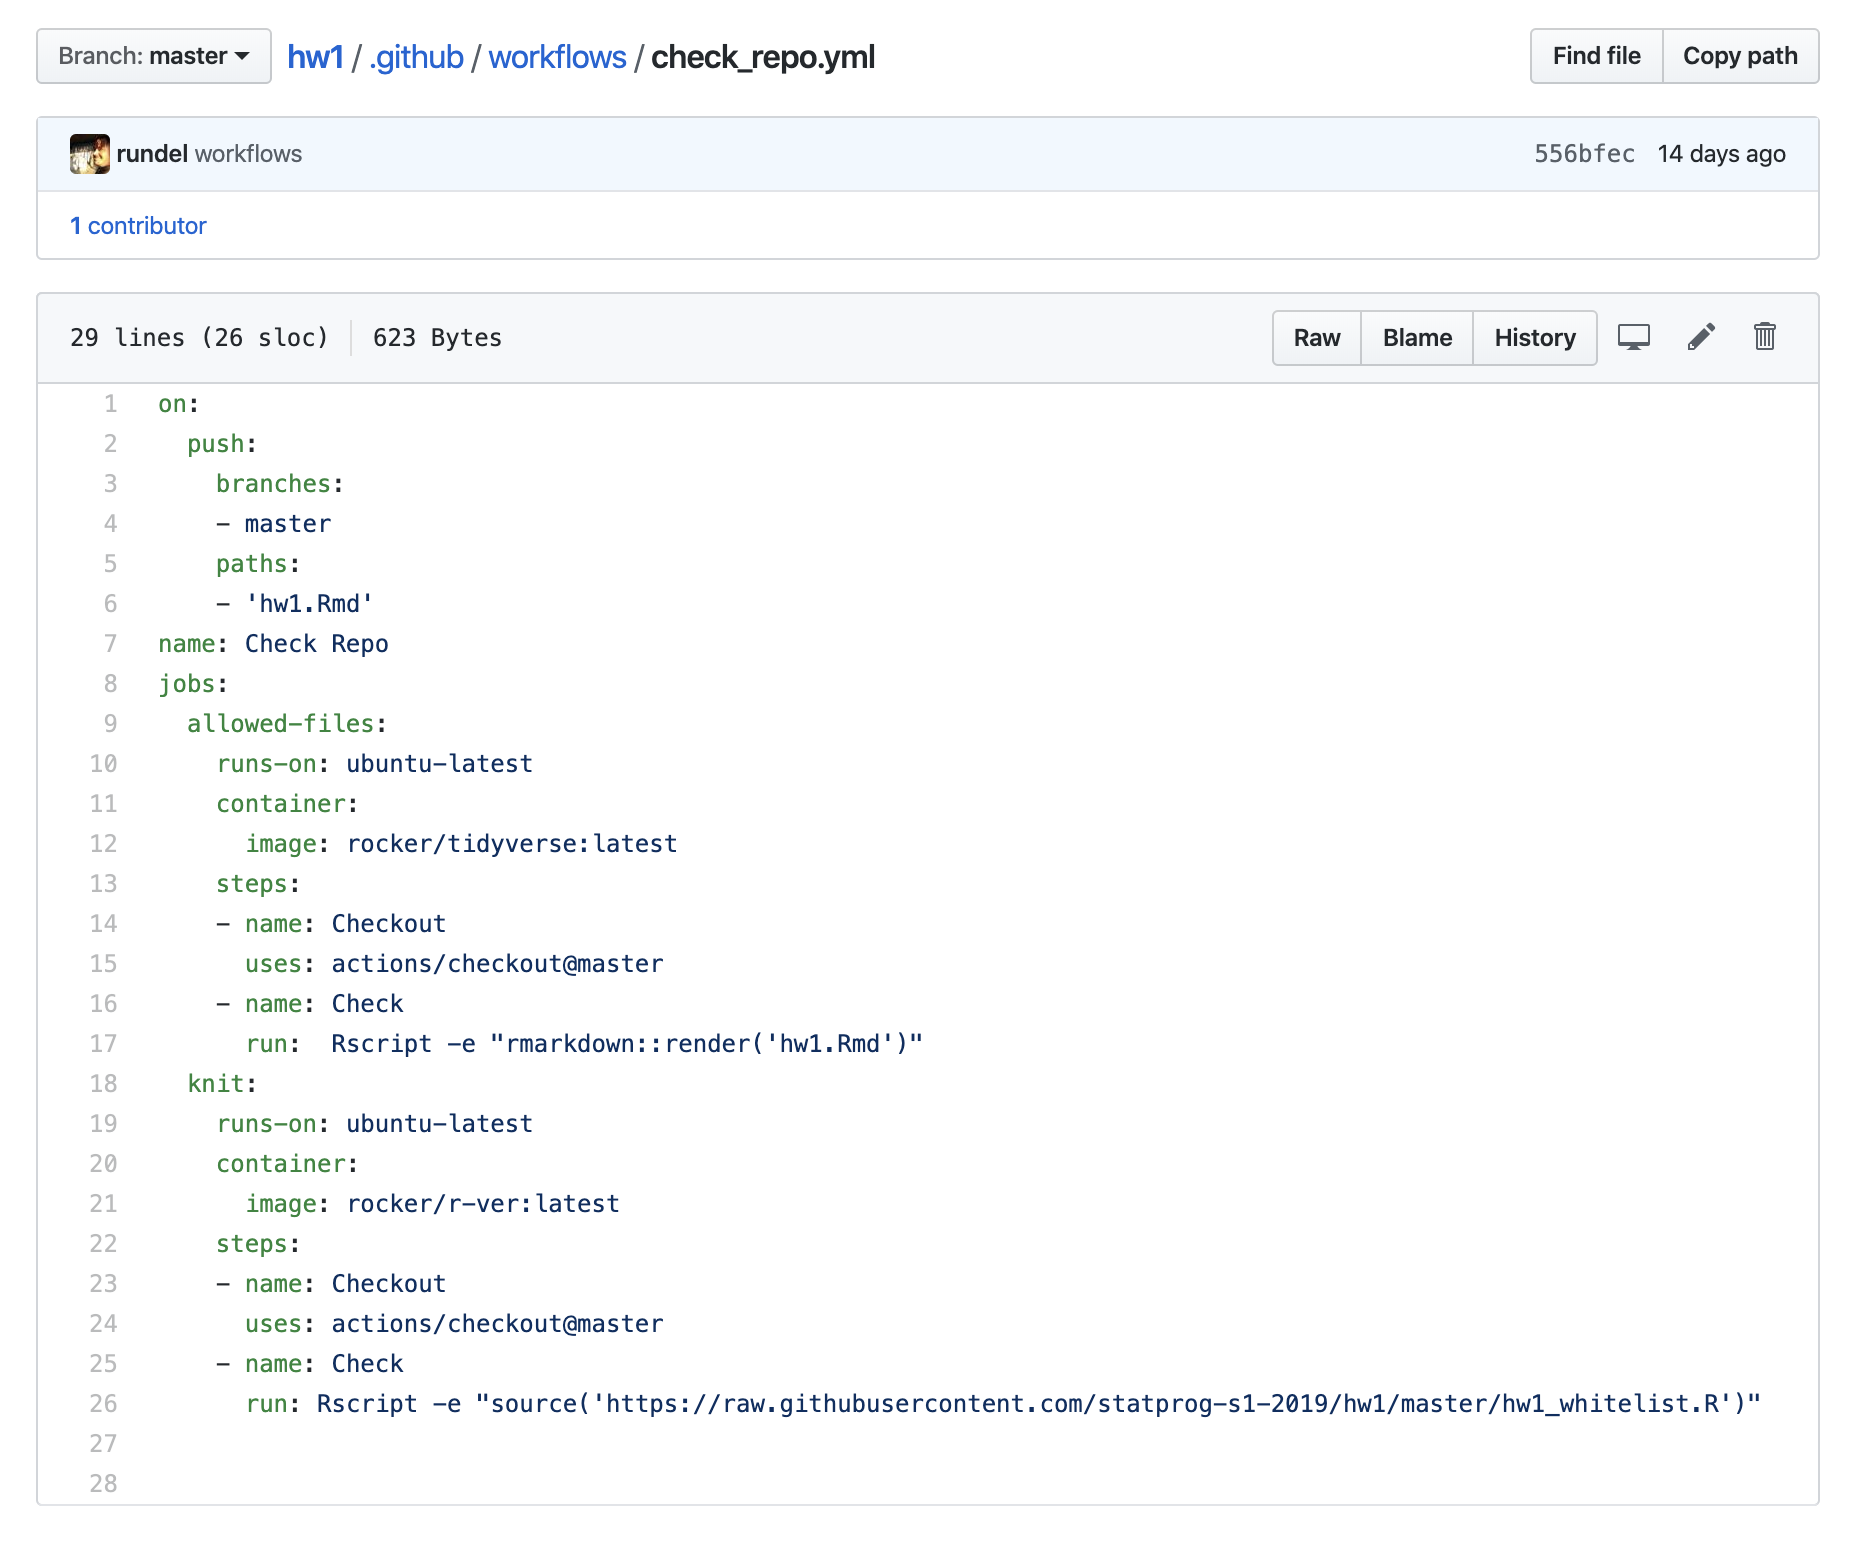 Branch: master hw1 / .github / workflows / check_repo.yml Find file Copy path
rundel workflows 556bfec 14 days ago
1 contributor
29 lines (26 sloc) 623 Bytes Raw Blame History
1 on:
2   push:
3     branches:
4     - master
5     paths:
6     - 'hw1.Rmd'
7 name: Check Repo
8 jobs:
9   allowed-files:
10     runs-on: ubuntu-latest
11     container:
12       image: rocker/tidyverse:latest
13     steps:
14     - name: Checkout
15       uses: actions/checkout@master
16     - name: Check
17       run:  Rscript -e "rmarkdown::render('hw1.Rmd')"
18   knit:
19     runs-on: ubuntu-latest
20     container:
21       image: rocker/r-ver:latest
22     steps:
23     - name: Checkout
24       uses: actions/checkout@master
25     - name: Check
26       run: Rscript -e "source('https://raw.githubusercontent.com/statprog-s1-2019/hw1/master/hw1_whitelist.R')"
27
28